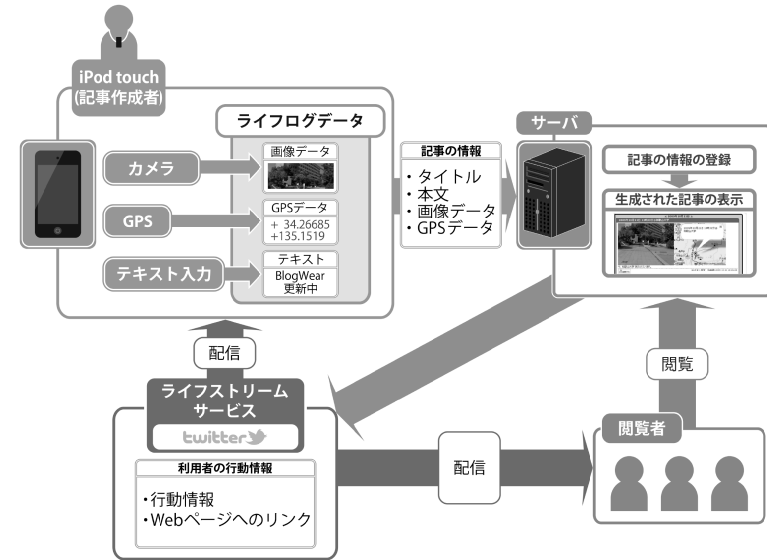 iPod touch
(記事作成者)
ライフログデータ
カメラ
画像データ
GPS
GPSデータ
+ 34.26685
+135.1519
テキスト入力
テキスト
BlogWear
更新中
記事の情報
・タイトル
・本文
・画像データ
・GPSデータ
サーバ
記事の情報の登録
生成された記事の表示
配信
閲覧
ライフストリーム
サービス
twitter
利用者の行動情報
・行動情報
・Webページへのリンク
配信
閲覧者